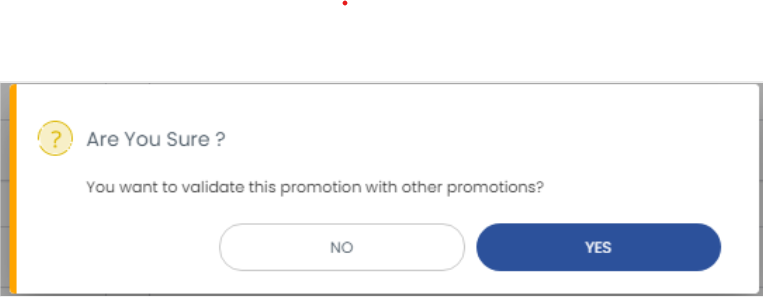 ?
Are You Sure ?
You want to validate this promotion with other promotions?
NO
YES